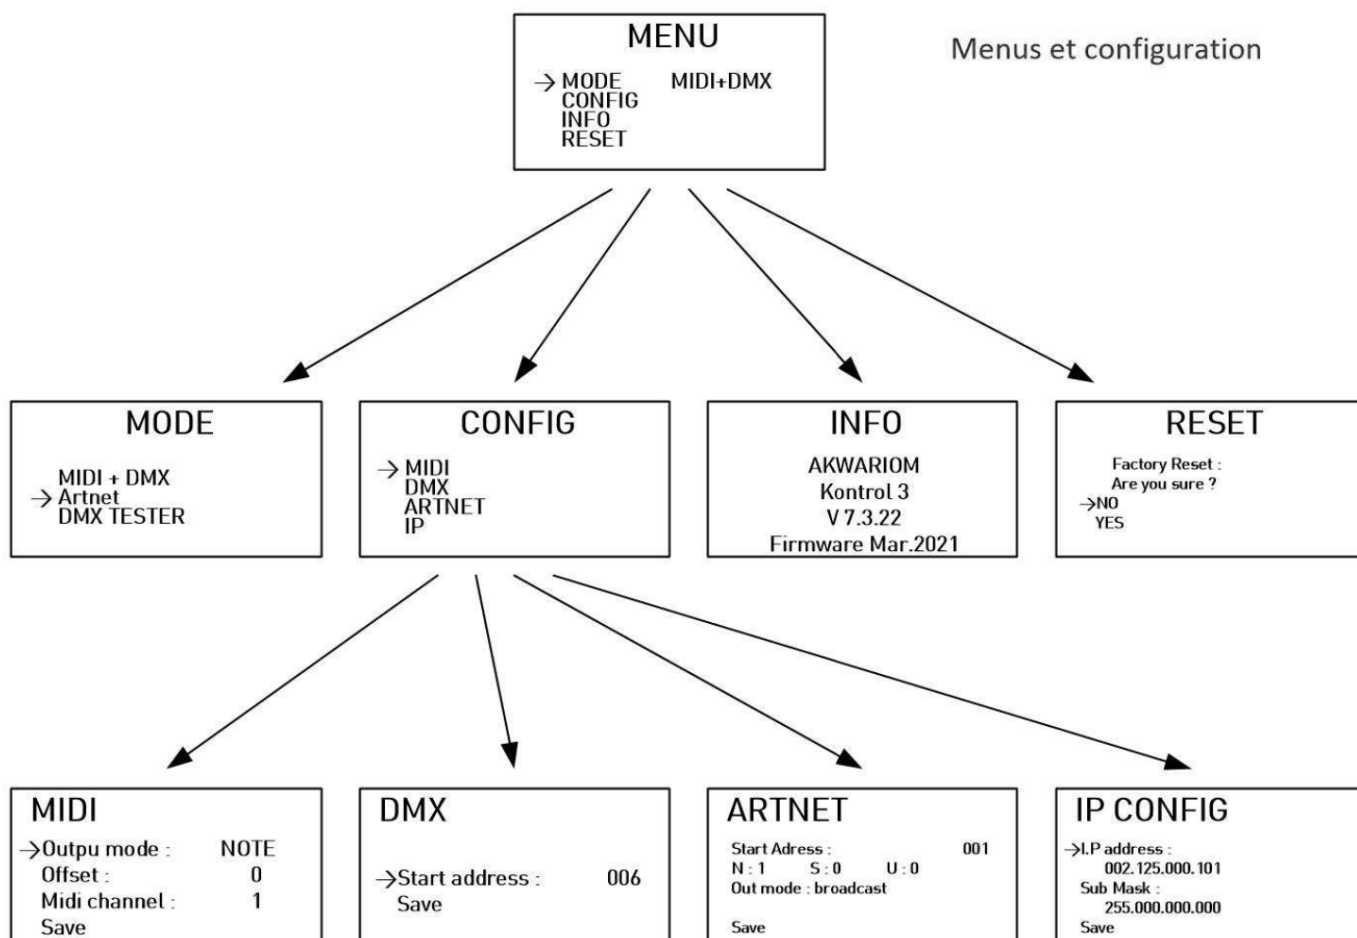 MENU
Menus et configuration
→ MODE MIDI+DMX
CONFIG
INFO
RESET
MODE
MIDI + DMX
→ Artnet
DMX TESTER
CONFIG
→ MIDI
DMX
ARTNET
IP
INFO
AKWARIOM
Kontrol 3
V 7.3.22
Firmware Mar.2021
RESET
Factory Reset :
Are you sure ?
→NO
YES
MIDI
→Outpu mode : NOTE
Offset : 0
Midi channel : 1
Save
DMX
→Start address : 006
Save
ARTNET
Start Adress : 001
N : 1 S : 0 U : 0
Out mode : broadcast
Save
IP CONFIG
→I.P address :
002.125.000.101
Sub Mask :
255.000.000.000
Save